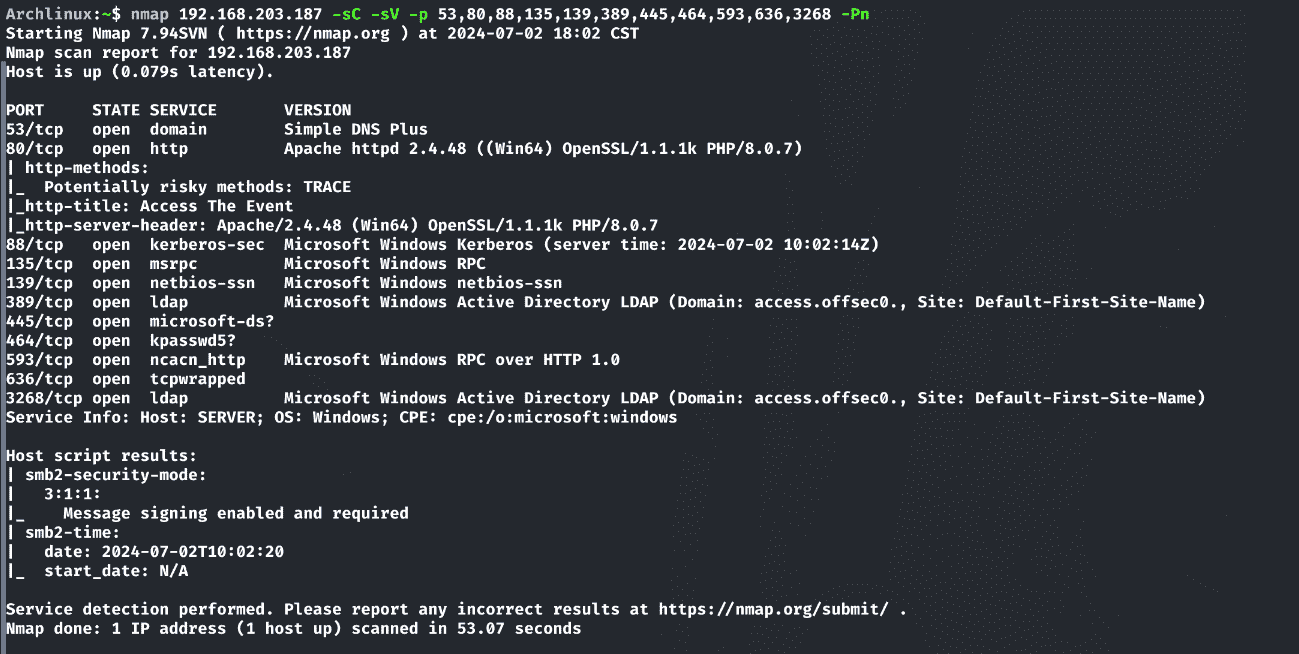 Archlinux:~$ nmap 192.168.203.187 -sC -sV -p 53,80,88,135,139,389,445,464,593,636,3268 -Pn
Starting Nmap 7.94SVN ( https://nmap.org ) at 2024-07-02 18:02 CST
Nmap scan report for 192.168.203.187
Host is up (0.079s latency).

PORT     STATE SERVICE       VERSION
53/tcp   open  domain        Simple DNS Plus
80/tcp   open  http          Apache httpd 2.4.48 ((Win64) OpenSSL/1.1.1k PHP/8.0.7)
| http-methods:
|_  Potentially risky methods: TRACE
|_http-title: Access The Event
|_http-server-header: Apache/2.4.48 (Win64) OpenSSL/1.1.1k PHP/8.0.7
88/tcp   open  kerberos-sec  Microsoft Windows Kerberos (server time: 2024-07-02 10:02:14Z)
135/tcp  open  msrpc         Microsoft Windows RPC
139/tcp  open  netbios-ssn   Microsoft Windows netbios-ssn
389/tcp  open  ldap          Microsoft Windows Active Directory LDAP (Domain: access.offsec0., Site: Default-First-Site-Name)
445/tcp  open  microsoft-ds?
464/tcp  open  kpasswd5?
593/tcp  open  ncacn_http    Microsoft Windows RPC over HTTP 1.0
636/tcp  open  tcpwrapped
3268/tcp open  ldap          Microsoft Windows Active Directory LDAP (Domain: access.offsec0., Site: Default-First-Site-Name)
Service Info: Host: SERVER; OS: Windows; CPE: cpe:/o:microsoft:windows

Host script results:
| smb2-security-mode:
|   3:1:1:
|_    Message signing enabled and required
| smb2-time:
|   date: 2024-07-02T10:02:20
|_  start_date: N/A

Service detection performed. Please report any incorrect results at https://nmap.org/submit/ .
Nmap done: 1 IP address (1 host up) scanned in 53.07 seconds